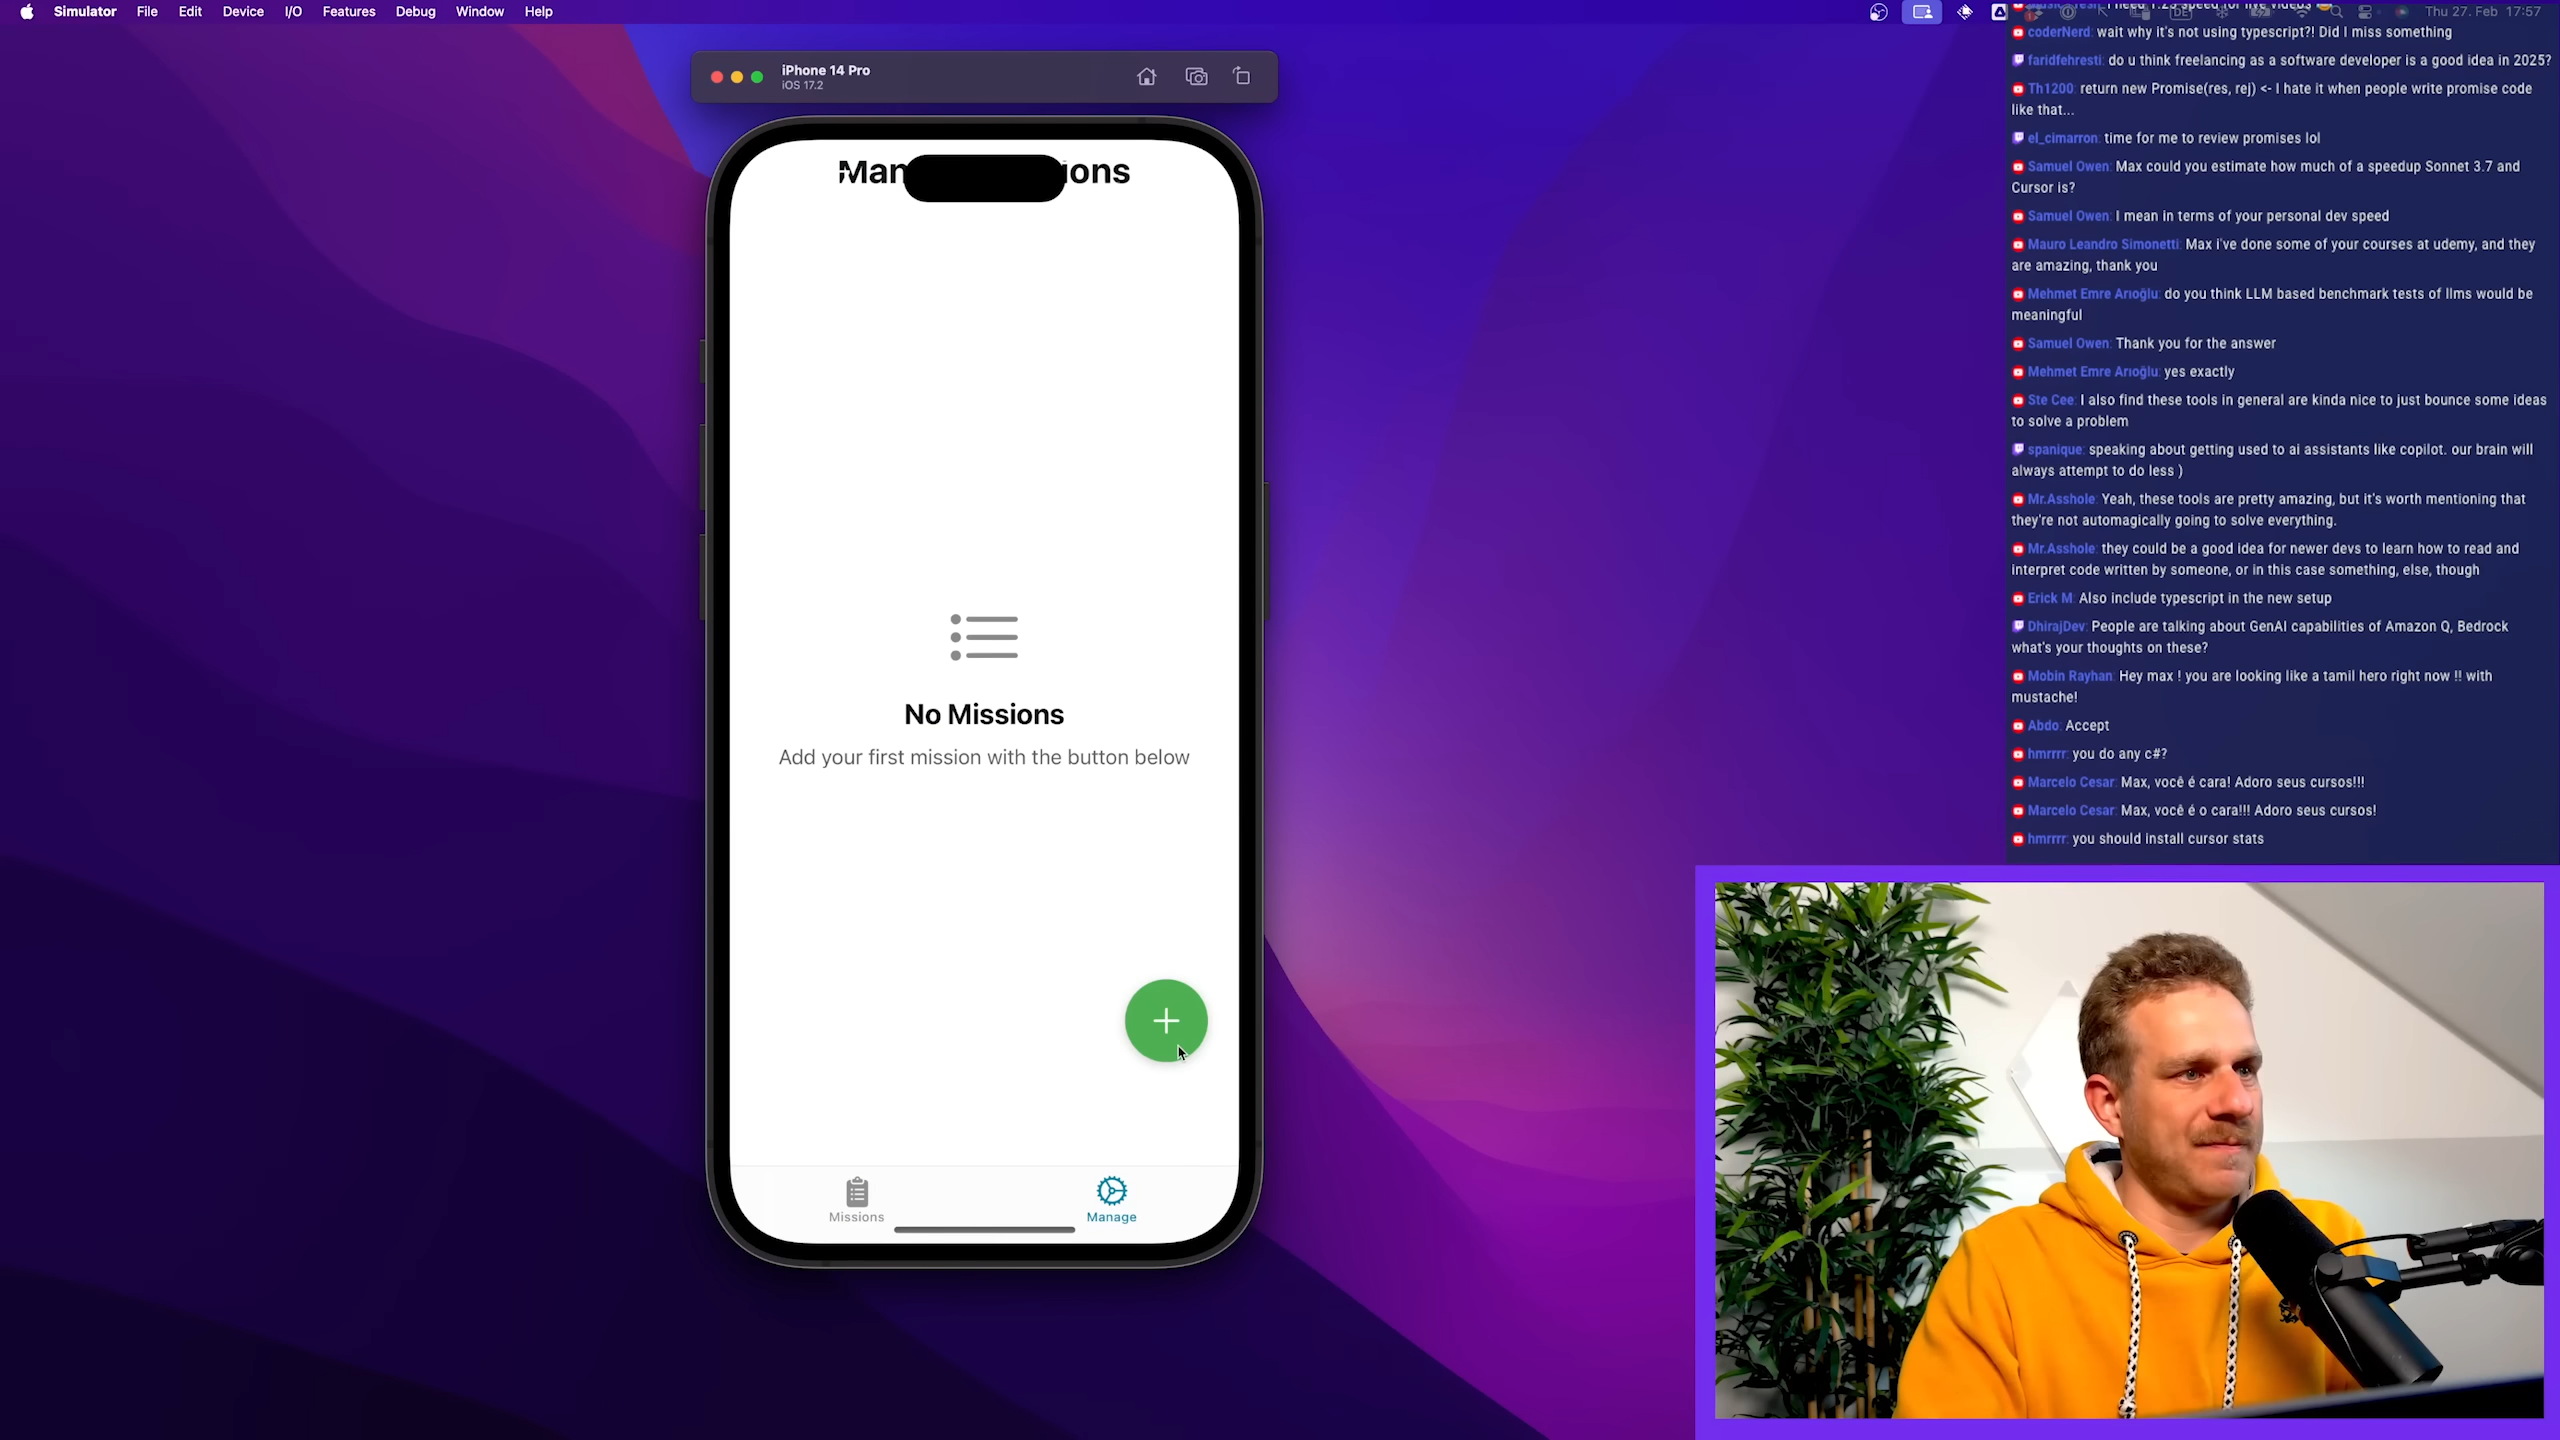 Simulator File Edit Device I/O Features Debug Window Help
DE Thu 27. Feb 17:57
iPhone 14 Pro
iOS 17.2
Man ions
No Missions
Add your first mission with the button below
Missions
Manage
I need 1.25 speed for live videos
coderNerd: wait why it's not using typescript?! Did I miss something
faridfehresti: do u think freelancing as a software developer is a good idea in 2025?
Th1200: return new Promise(res, rej) <- I hate it when people write promise code
like that...
el_cimarron: time for me to review promises lol
Samuel Owen: Max could you estimate how much of a speedup Sonnet 3.7 and
Cursor is?
Samuel Owen: I mean in terms of your personal dev speed
Mauro Leandro Simonetti: Max i've done some of your courses at udemy, and they
are amazing, thank you
Mehmet Emre Arıoğlu: do you think LLM based benchmark tests of llms would be
meaningful
Samuel Owen: Thank you for the answer
Mehmet Emre Arıoğlu: yes exactly
Ste Cee: I also find these tools in general are kinda nice to just bounce some ideas
to solve a problem
spanique: speaking about getting used to ai assistants like copilot. our brain will
always attempt to do less )
Mr.Asshole: Yeah, these tools are pretty amazing, but it's worth mentioning that
they're not automagically going to solve everything.
Mr.Asshole: they could be a good idea for newer devs to learn how to read and
interpret code written by someone, or in this case something, else, though
Erick M: Also include typescript in the new setup
DhirajDev: People are talking about GenAI capabilities of Amazon Q, Bedrock
what's your thoughts on these?
Mobin Rayhan: Hey max ! you are looking like a tamil hero right now !! with
mustache!
Abdo: Accept
hmrrrr: you do any c#?
Marcelo Cesar: Max, você é cara! Adoro seus cursos!!!
Marcelo Cesar: Max, você é o cara!!! Adoro seus cursos!
hmrrrr: you should install cursor stats